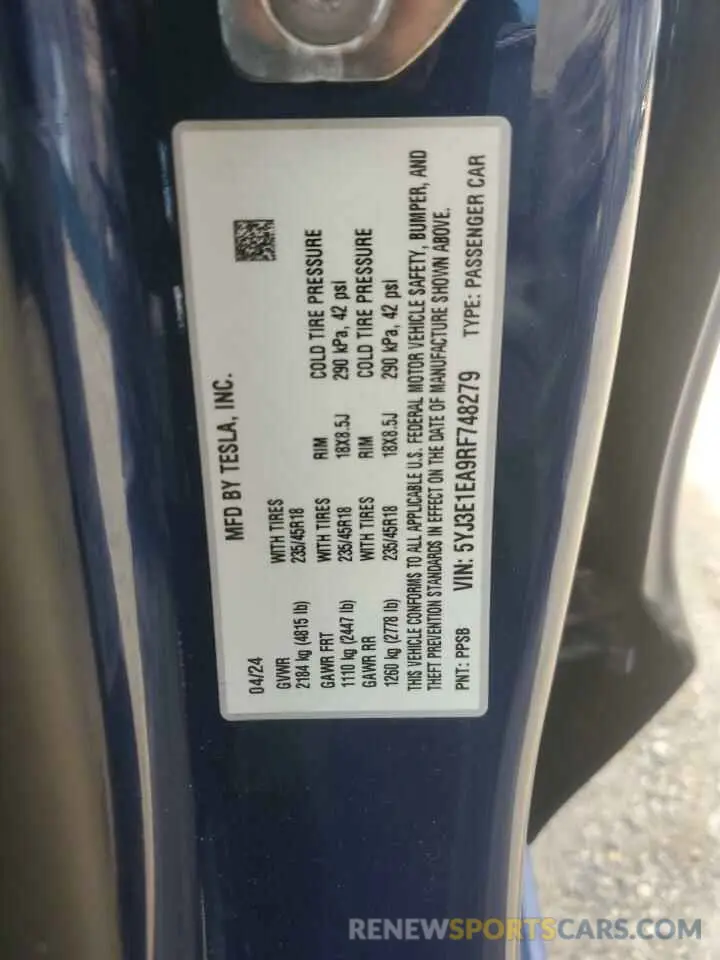 MFD BY TESLA, INC.
04/24
GVWR WITH TIRES
2184 kg (4815 lb) 235/45R18
GAWR FRT WITH TIRES RIM COLD TIRE PRESSURE
1110 kg (2447 lb) 235/45R18 18X8.5J 290 kPa, 42 psi
GAWR RR WITH TIRES RIM COLD TIRE PRESSURE
1260 kg (2778 lb) 235/45R18 18X8.5J 290 kPa, 42 psi
THIS VEHICLE CONFORMS TO ALL APPLICABLE U.S. FEDERAL MOTOR VEHICLE SAFETY, BUMPER, AND
THEFT PREVENTION STANDARDS IN EFFECT ON THE DATE OF MANUFACTURE SHOWN ABOVE.
PNT: PPSB VIN: 5YJ3E1EA9RF748279 TYPE: PASSENGER CAR
RENEWSPORTSCARS.COM